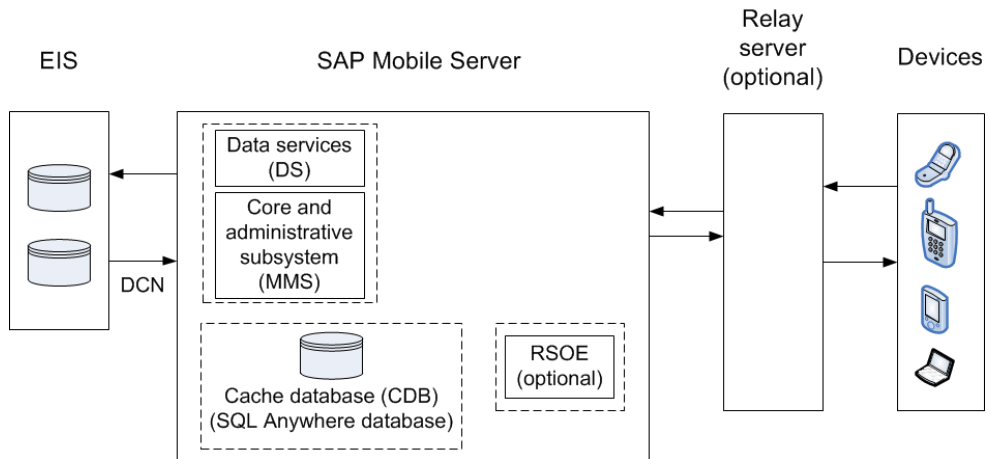 EIS
SAP Mobile Server
Relay
server
(optional)
Devices
Data services
(DS)
Core and
administrative
subsystem
(MMS)
DCN
Cache database (CDB)
(SQL Anywhere database)
RSOE
(optional)